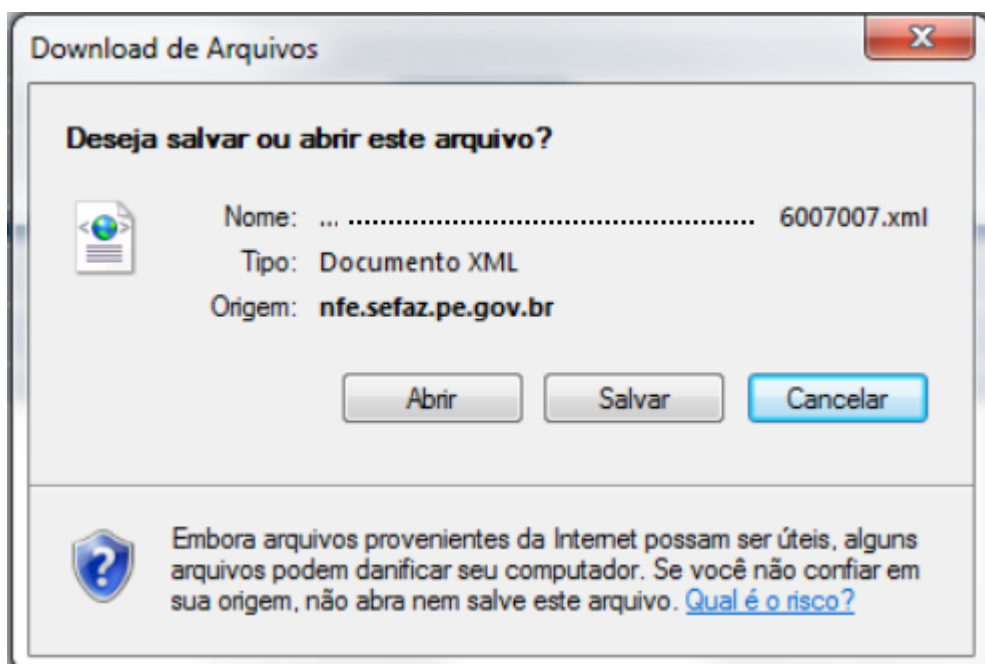 Download de Arquivos
Deseja salvar ou abrir este arquivo?
Nome: ... ................................................... 6007007.xml
Tipo: Documento XML
Origem: nfe.sefaz.pe.gov.br
Abrir Salvar Cancelar
Embora arquivos provenientes da Internet possam ser úteis, alguns
arquivos podem danificar seu computador. Se você não confiar em
sua origem, não abra nem salve este arquivo. Qual é o risco?